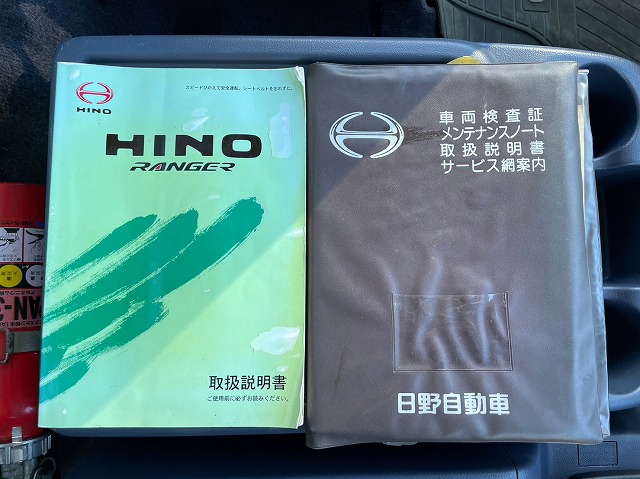 スピードひかえて安全運転、シートベルトを忘れずに。
HINO
HINO
RANGER
取扱説明書
ご使用前に必ずお読みください。
車両検査証
メンテナンスノート
取扱説明書
サービス網案内
日野自動車